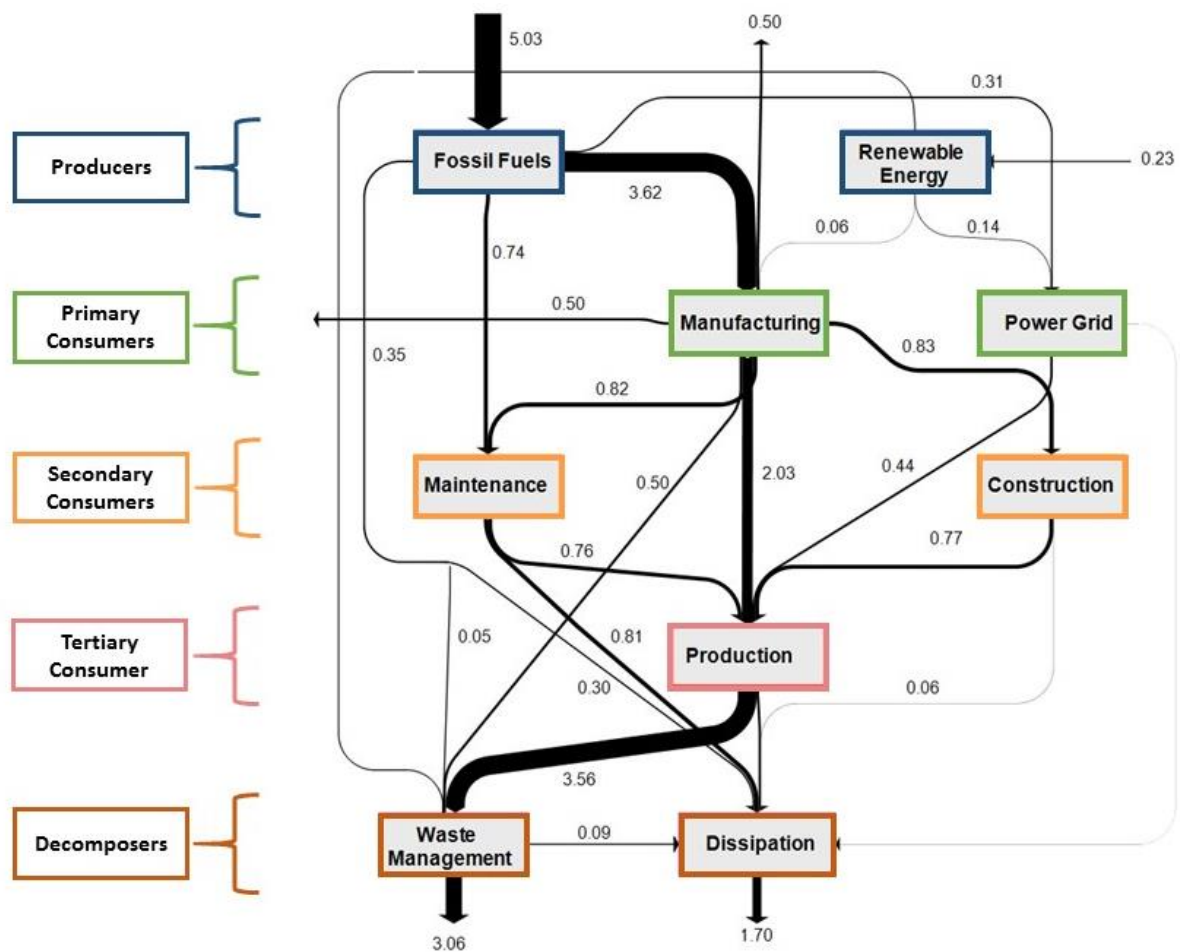 0.50
5.03
0.31
Producers
Fossil Fuels
Renewable
Energy
0.23
3.62
0.06
0.14
0.74
0.50
Primary
Consumers
Manufacturing
Power Grid
0.35
0.83
0.82
Secondary
Consumers
Maintenance
0.50
2.03
0.44
Construction
0.76
0.77
Tertiary
Consumer
0.05
0.81
Production
0.30
0.06
3.56
Decomposers
Waste
Management
0.09
Dissipation
3.06
1.70